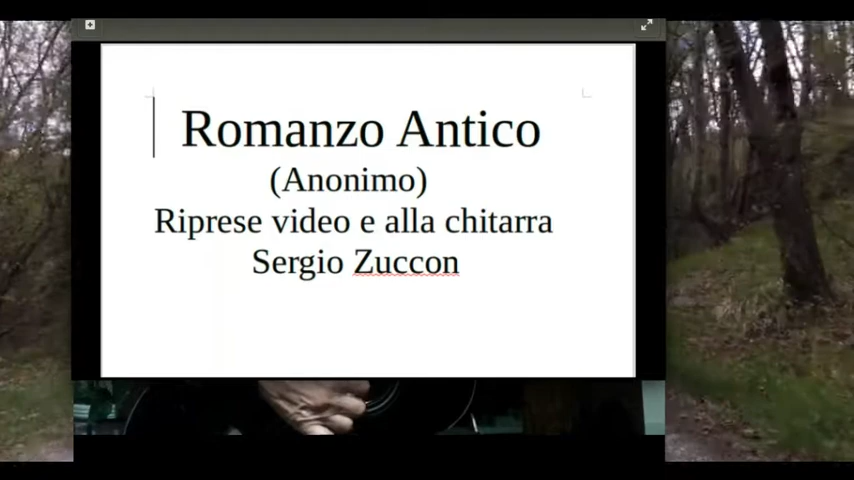 Romanzo Antico
(Anonimo)
Riprese video e alla chitarra
Sergio Zuccon